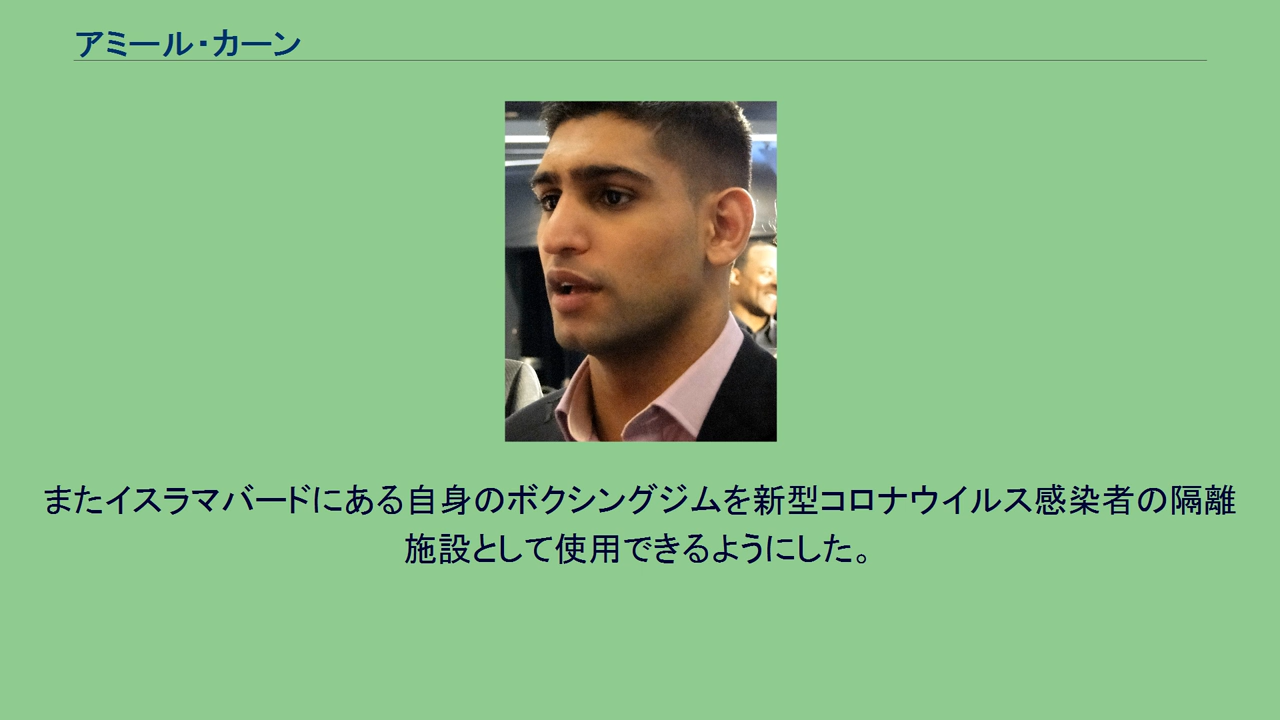 アミール・カーン
またイスラマバードにある自身のボクシングジムを新型コロナウイルス感染者の隔離
施設として使用できるようにした。